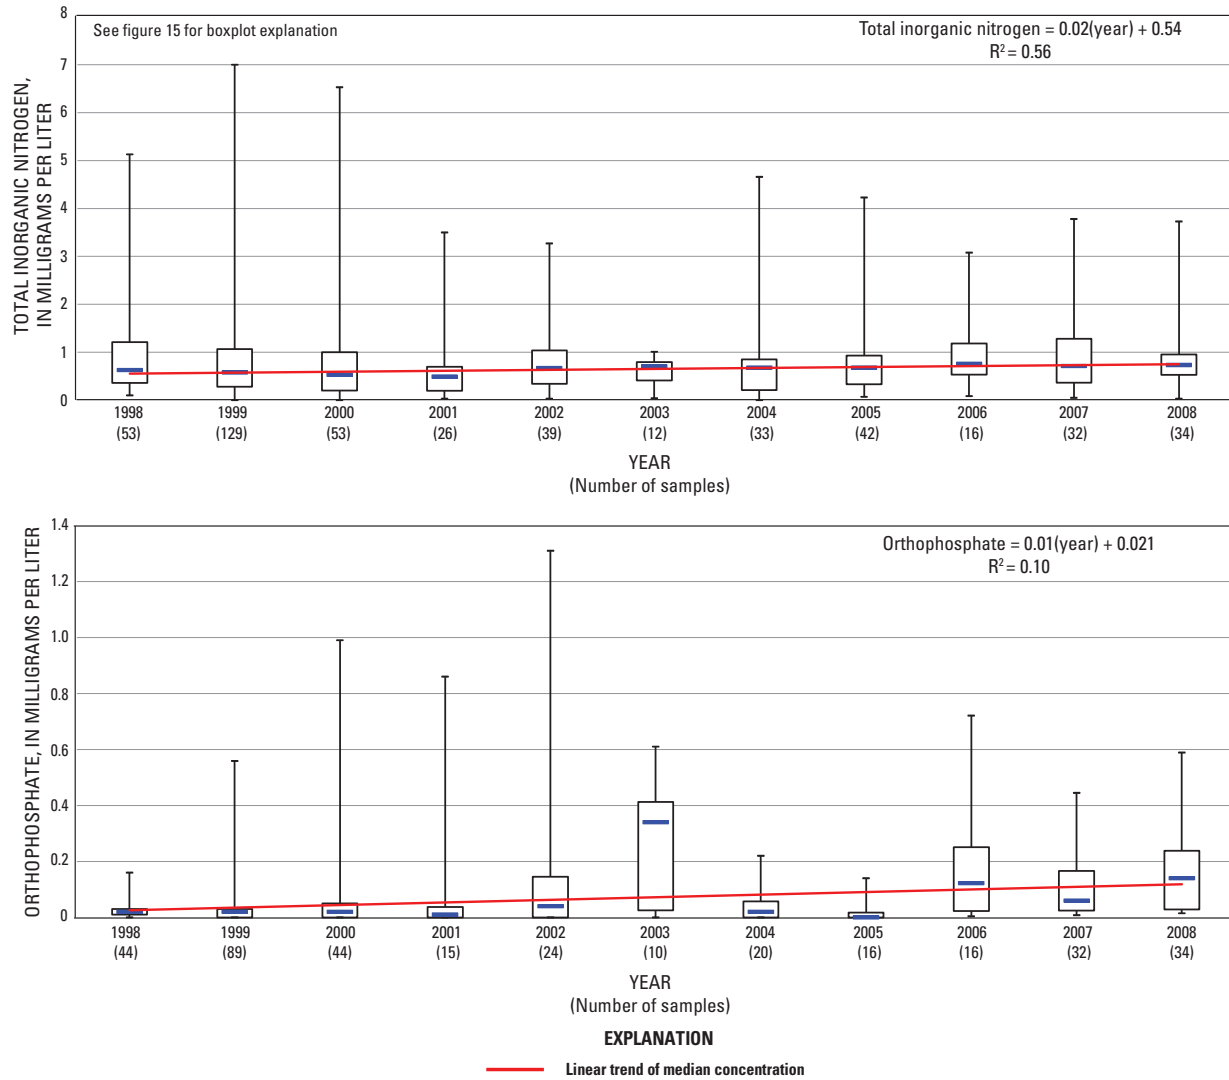 8
See figure 15 for boxplot explanation
Total inorganic nitrogen = 0.02(year) + 0.54
R² = 0.56
7
6
5
4
3
2
1
0
TOTAL INORGANIC NITROGEN,
IN MILLIGRAMS PER LITER
1998 1999 2000 2001 2002 2003 2004 2005 2006 2007 2008
(53) (129) (53) (26) (39) (12) (33) (42) (16) (32) (34)
YEAR
(Number of samples)
1.4
Orthophosphate = 0.01(year) + 0.021
R² = 0.10
1.2
1.0
0.8
0.6
0.4
0.2
0
ORTHOPHOSPHATE, IN MILLIGRAMS PER LITER
1998 1999 2000 2001 2002 2003 2004 2005 2006 2007 2008
(44) (89) (44) (15) (24) (10) (20) (16) (16) (32) (34)
YEAR
(Number of samples)
EXPLANATION
Linear trend of median concentration